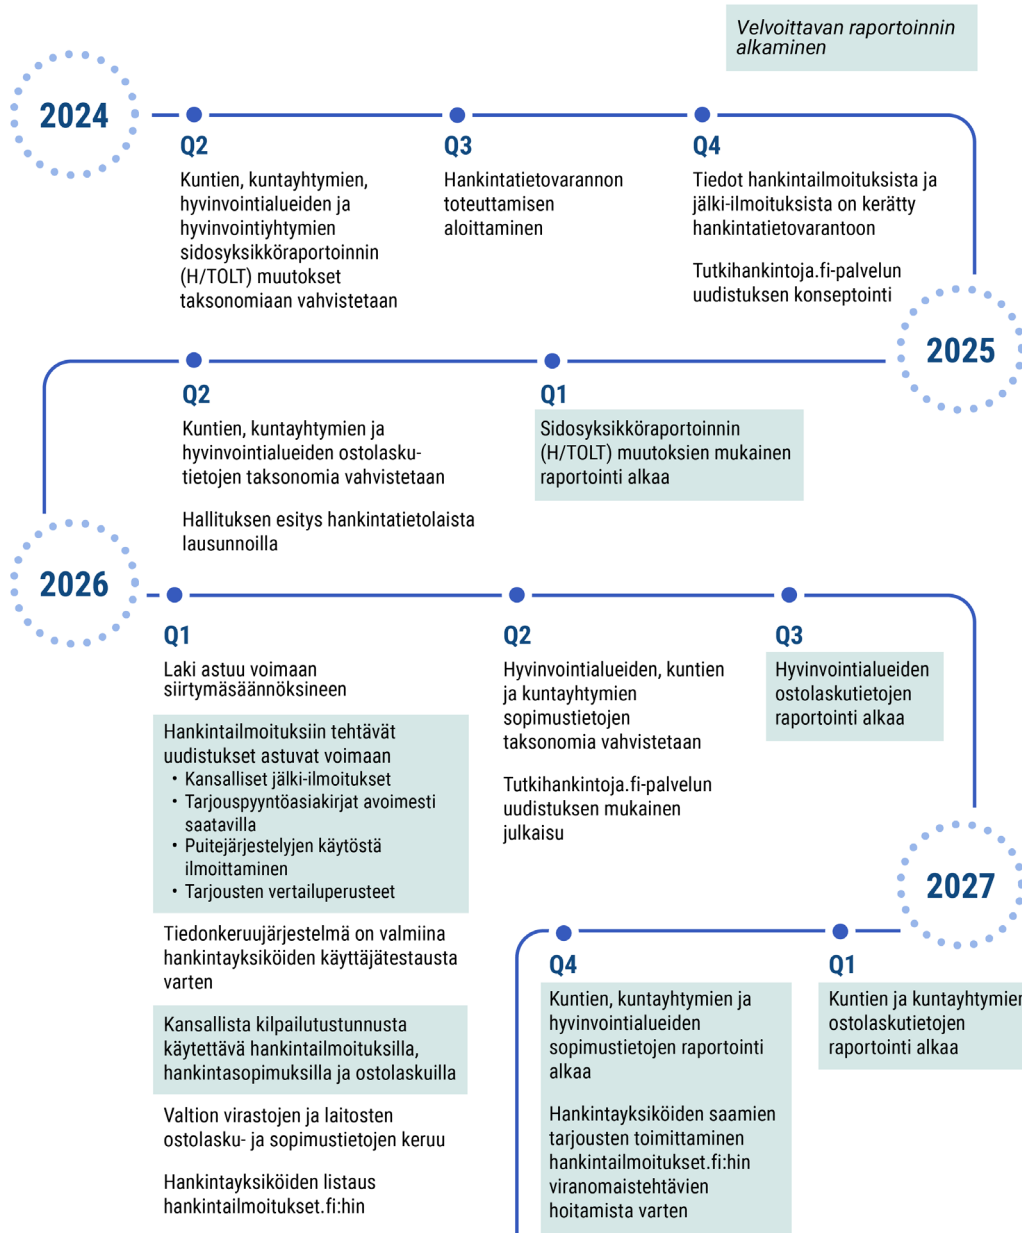 Velvoittavan raportoinnin
alkaminen
2024
Q2
Kuntien, kuntayhtymien,
hyvinvointialueiden ja
hyvinvointiyhtymien
sidosyksikköraportoinnin
(H/TOLT) muutokset
taksonomiaan vahvistetaan
Q3
Hankintatietovarannon
toteuttamisen
aloittaminen
Q4
Tiedot hankintailmoituksista ja
jälki-ilmoituksista on kerätty
hankintatietovarantoon
Tutkihankintoja.fi-palvelun
uudistuksen konseptointi
2025
Q1
Sidosyksikköraportoinnin
(H/TOLT) muutoksien mukainen
raportointi alkaa
Q2
Kuntien, kuntayhtymien ja
hyvinvointialueiden ostolasku-
tietojen taksonomia vahvistetaan
Hallituksen esitys hankintatietolaista
lausunnoilla
2026
Q1
Laki astuu voimaan
siirtymäsäännöksineen
Hankintailmoituksiin tehtävät
uudistukset astuvat voimaan
• Kansalliset jälki-ilmoitukset
• Tarjouspyyntöasiakirjat avoimesti
saatavilla
• Puitejärjestelyjen käytöstä
ilmoittaminen
• Tarjousten vertailuperusteet
Tiedonkeruujärjestelmä on valmiina
hankintayksiköiden käyttäjätestausta
varten
Kansallista kilpailutustunnusta
käytettävä hankintailmoituksilla,
hankintasopimuksilla ja ostolaskuilla
Valtion virastojen ja laitosten
ostolasku- ja sopimustietojen keruu
Hankintayksiköiden listaus
hankintailmoitukset.fi:hin
Q2
Hyvinvointialueiden, kuntien
ja kuntayhtymien
sopimustietojen
taksonomia vahvistetaan
Tutkihankintoja.fi-palvelun
uudistuksen mukainen
julkaisu
Q3
Hyvinvointialueiden
ostolaskutietojen
raportointi alkaa
2027
Q1
Kuntien ja kuntayhtymien
ostolaskutietojen
raportointi alkaa
Q4
Kuntien, kuntayhtymien ja
hyvinvointialueiden
sopimustietojen raportointi
alkaa
Hankintayksiköiden saamien
tarjousten toimittaminen
hankintailmoitukset.fi:hin
viranomaistehtävien
hoitamista varten